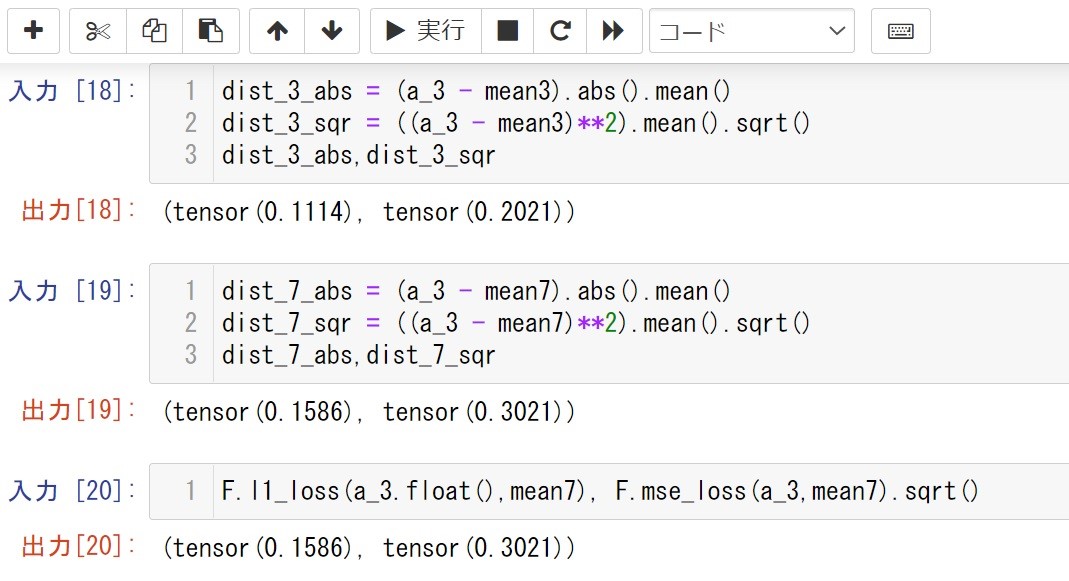 実行
コード
入力 [18]:
1 dist_3_abs = (a_3 - mean3).abs().mean()
2 dist_3_sqr = ((a_3 - mean3)**2).mean().sqrt()
3 dist_3_abs,dist_3_sqr
出力[18]: (tensor(0.1114), tensor(0.2021))
入力 [19]:
1 dist_7_abs = (a_3 - mean7).abs().mean()
2 dist_7_sqr = ((a_3 - mean7)**2).mean().sqrt()
3 dist_7_abs,dist_7_sqr
出力[19]: (tensor(0.1586), tensor(0.3021))
入力 [20]:
1 F.l1_loss(a_3.float(),mean7), F.mse_loss(a_3,mean7).sqrt()
出力[20]: (tensor(0.1586), tensor(0.3021))